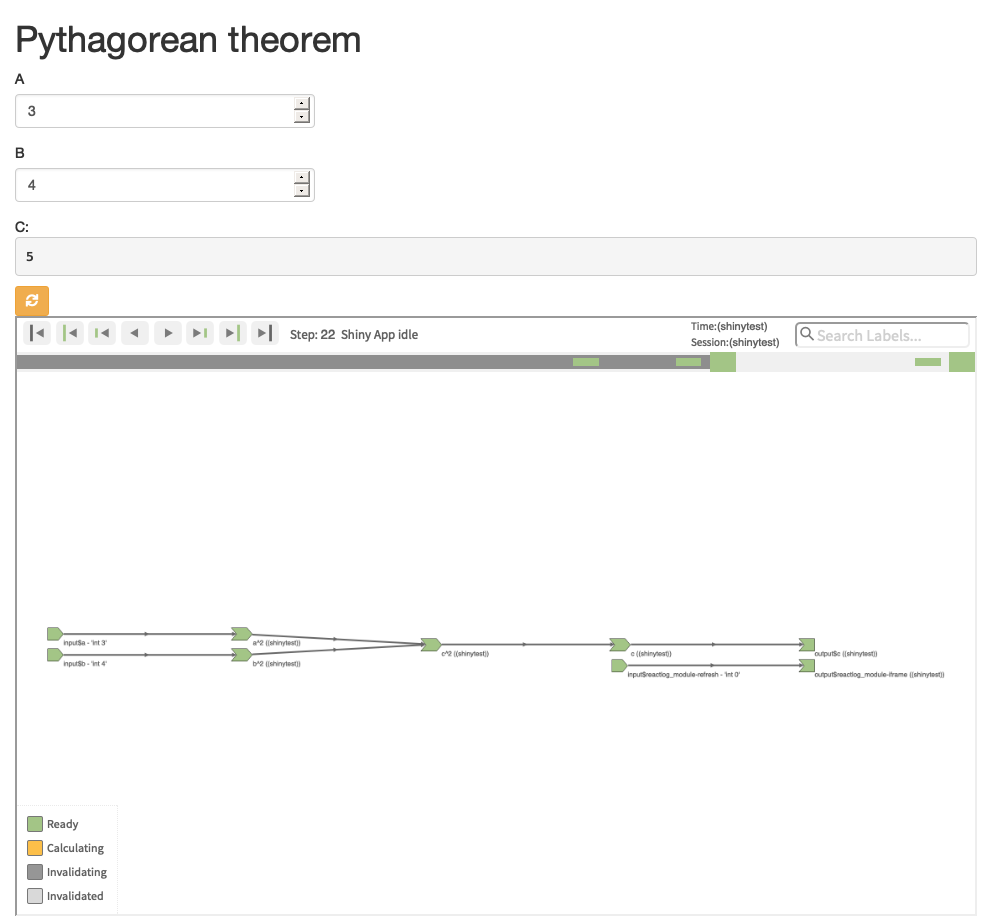 Pythagorean theorem
A
3
B
4
C:
5
Step: 22 Shiny App idle
Time:(shinytest)
Session:(shinytest)
Search Labels...
input$a - 'int 3'
a^2 ((shinytest))
input$b - 'int 4'
b^2 ((shinytest))
c^2 ((shinytest))
c ((shinytest))
output$c ((shinytest))
input$reactlog_module-refresh - 'int 0'
output$reactlog_module-iframe ((shinytest))
Ready
Calculating
Invalidating
Invalidated